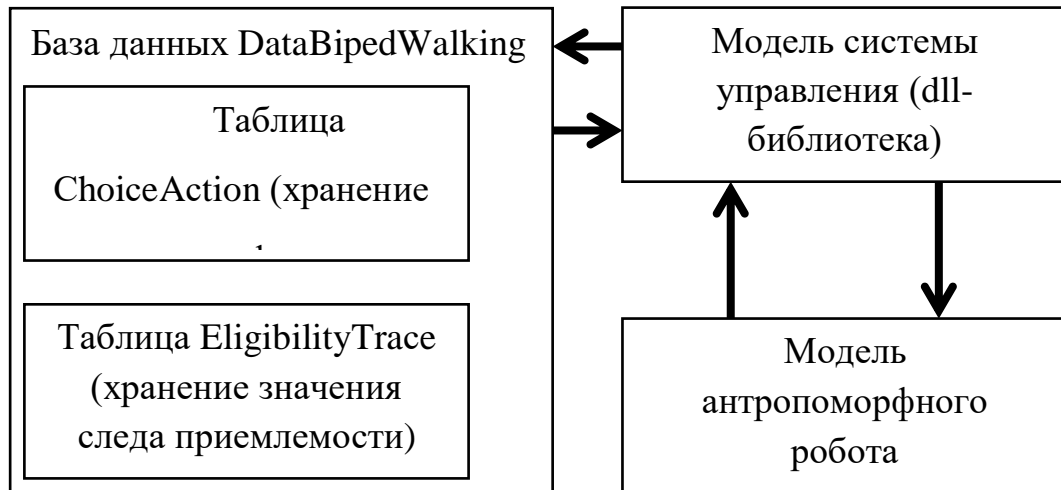 База данных DataBipedWalking
Таблица
ChoiceAction (хранение
Таблица EligibilityTrace
(хранение значения
следа приемлемости)
Модель системы
управления (dll-
библиотека)
Модель
антропоморфного
робота